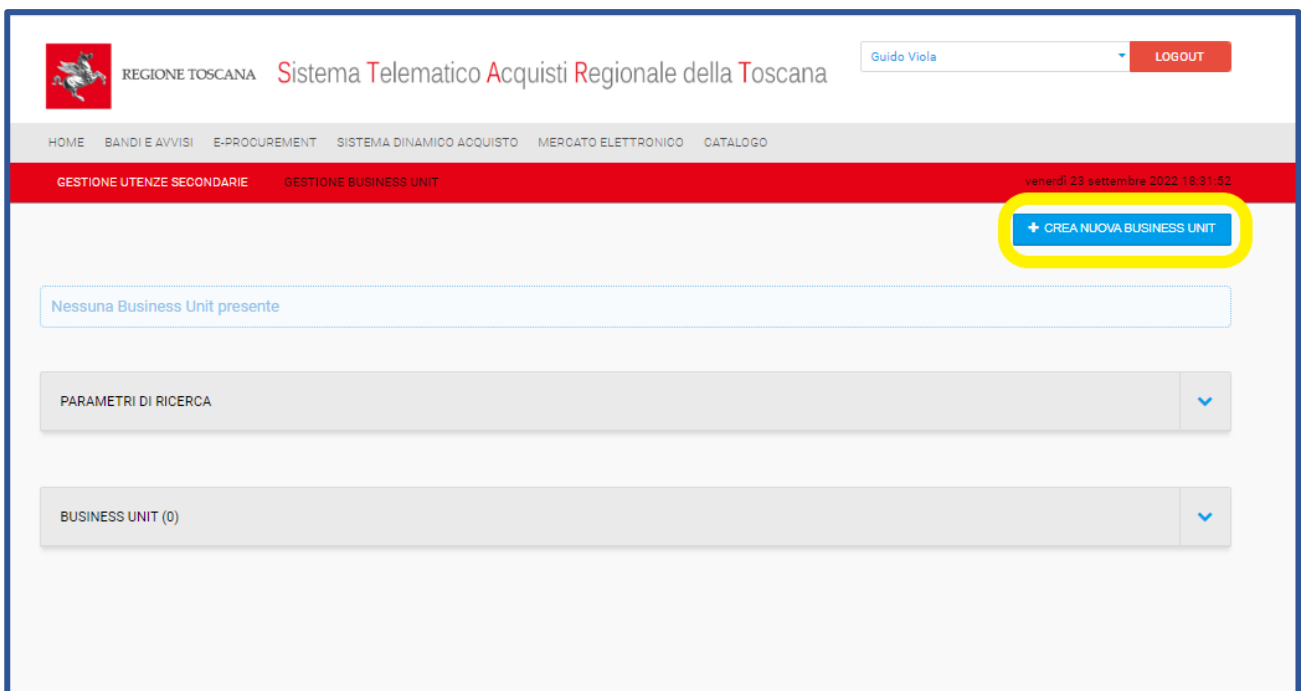 Guido Viola
LOGOUT
REGIONE TOSCANA Sistema Telematico Acquisti Regionale della Toscana
HOME BANDI E AVVISI E-PROCUREMENT SISTEMA DINAMICO ACQUISTO MERCATO ELETTRONICO CATALOGO
GESTIONE UTENZE SECONDARIE GESTIONE BUSINESS UNIT venerdì 23 settembre 2022 18:31:52
+ CREA NUOVA BUSINESS UNIT
Nessuna Business Unit presente
PARAMETRI DI RICERCA
BUSINESS UNIT (0)